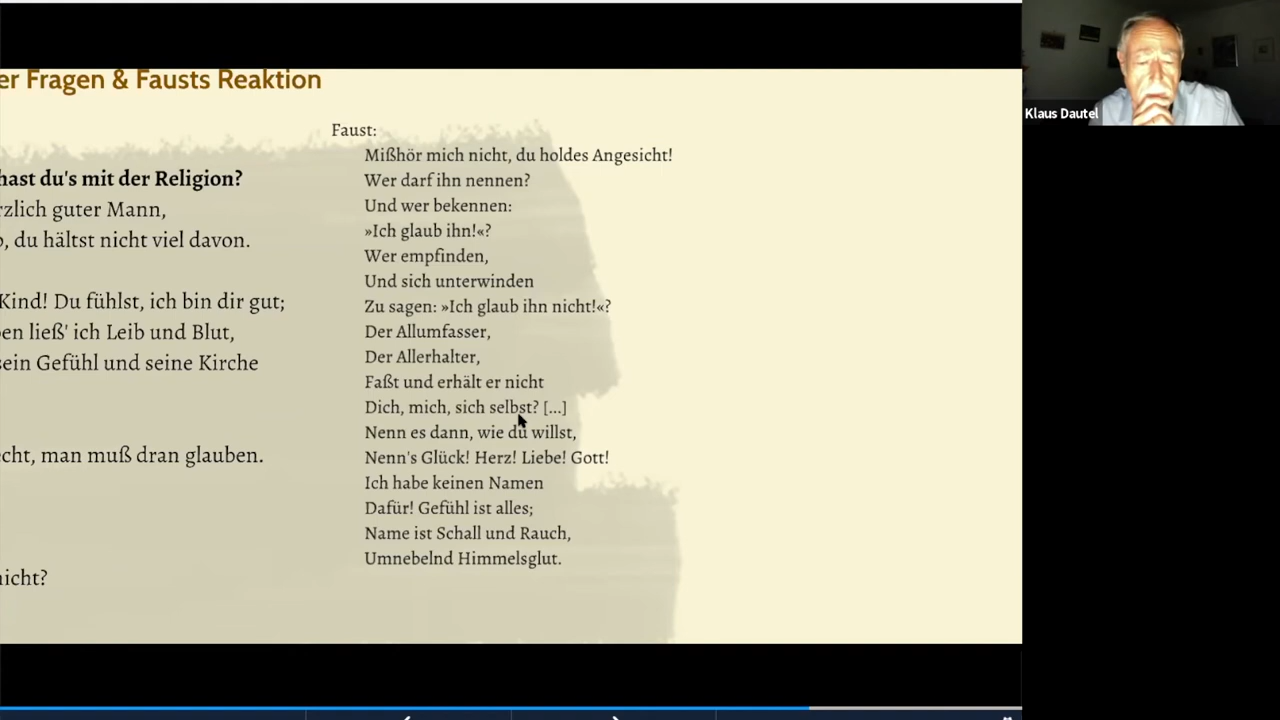 er Fragen & Fausts Reaktion
hast du's mit der Religion?
rzlich guter Mann,
o, du hältst nicht viel davon.
Kind! Du fühlst, ich bin dir gut;
en ließ' ich Leib und Blut,
sein Gefühl und seine Kirche
echt, man muß dran glauben.
nicht?
Faust:
Mißhör mich nicht, du holdes Angesicht!
Wer darf ihn nennen?
Und wer bekennen:
»Ich glaub ihn!«?
Wer empfinden,
Und sich unterwinden
Zu sagen: »Ich glaub ihn nicht!«?
Der Allumfasser,
Der Allerhalter,
Faßt und erhält er nicht
Dich, mich, sich selbst? [...]
Nenn es dann, wie du willst,
Nenn's Glück! Herz! Liebe! Gott!
Ich habe keinen Namen
Dafür! Gefühl ist alles;
Name ist Schall und Rauch,
Umnebelnd Himmelsglut.
Klaus Dautel